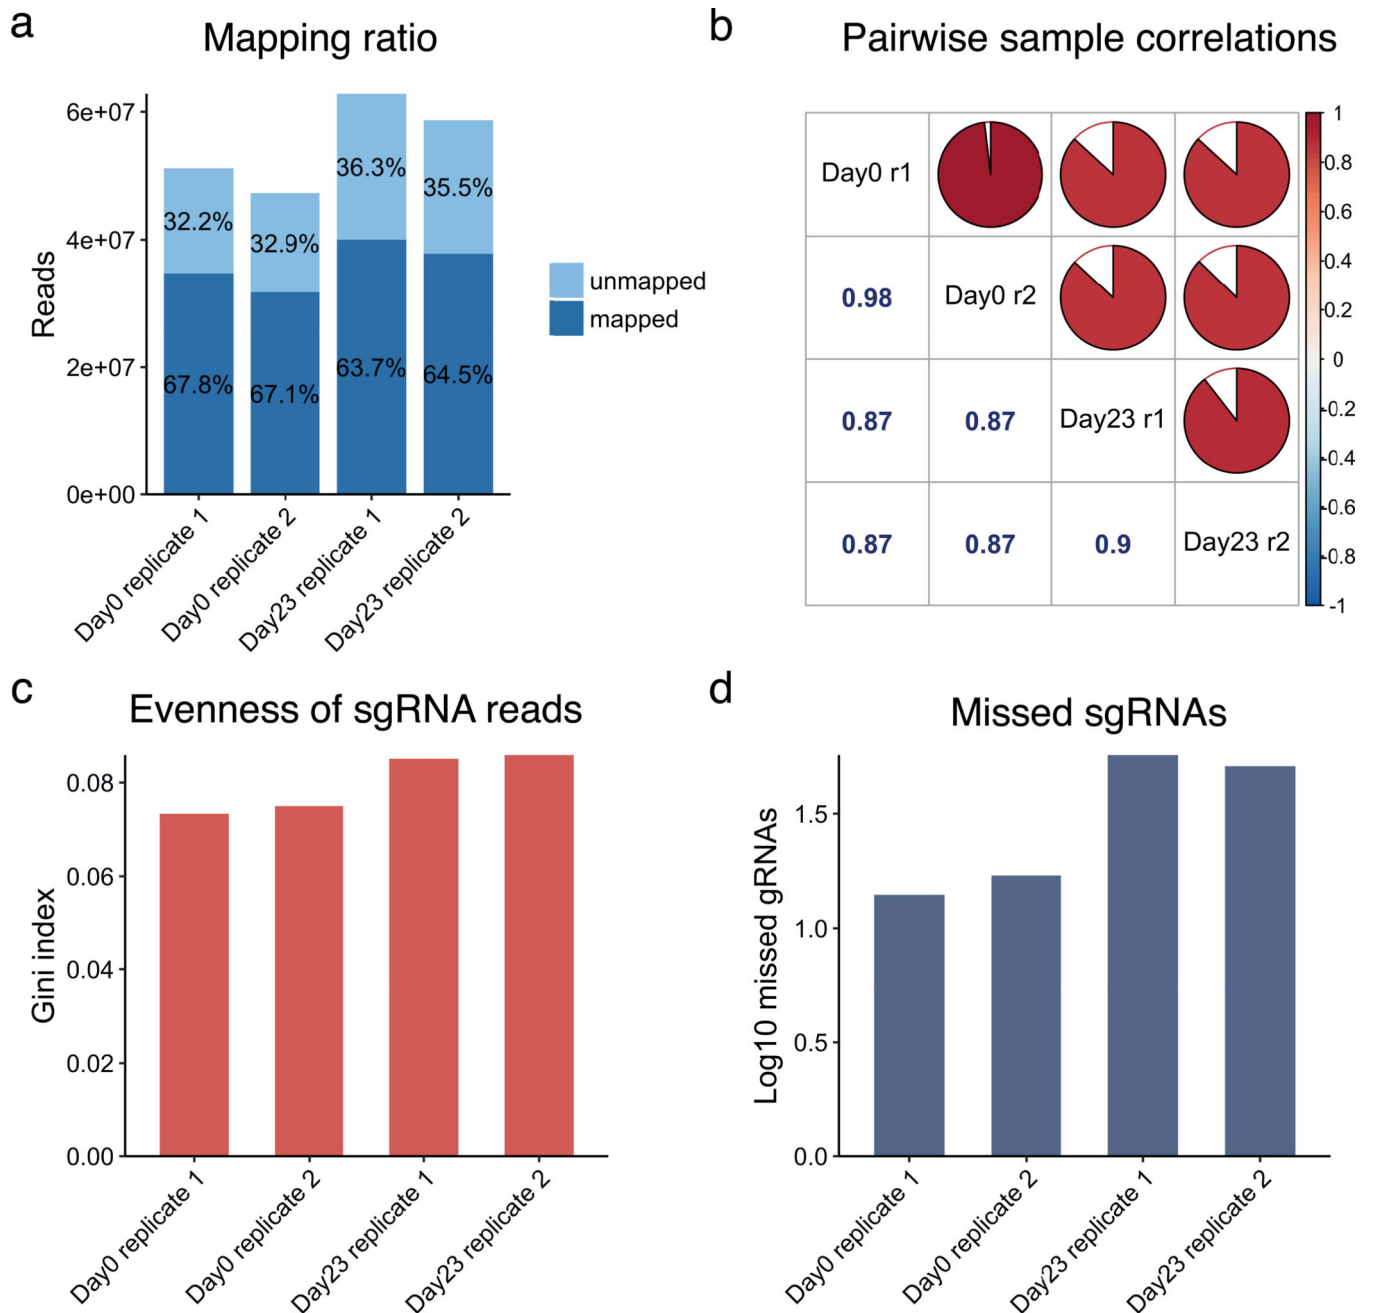 a
Mapping ratio
6e+07
4e+07
2e+07
0e+00
Reads
32.2%
67.8%
32.9%
67.1%
36.3%
63.7%
35.5%
64.5%
unmapped
mapped
Day0 replicate 1
Day0 replicate 2
Day23 replicate 1
Day23 replicate 2
b
Pairwise sample correlations
Day0 r1
0.98
Day0 r2
0.87
0.87
Day23 r1
0.87
0.87
0.9
Day23 r2
1
0.8
0.6
0.4
0.2
0
-0.2
-0.4
-0.6
-0.8
-1
c
Evenness of sgRNA reads
0.08
0.06
0.04
0.02
0.00
Gini index
Day0 replicate 1
Day0 replicate 2
Day23 replicate 1
Day23 replicate 2
d
Missed sgRNAs
1.5
1.0
0.5
0.0
Log10 missed gRNAs
Day0 replicate 1
Day0 replicate 2
Day23 replicate 1
Day23 replicate 2